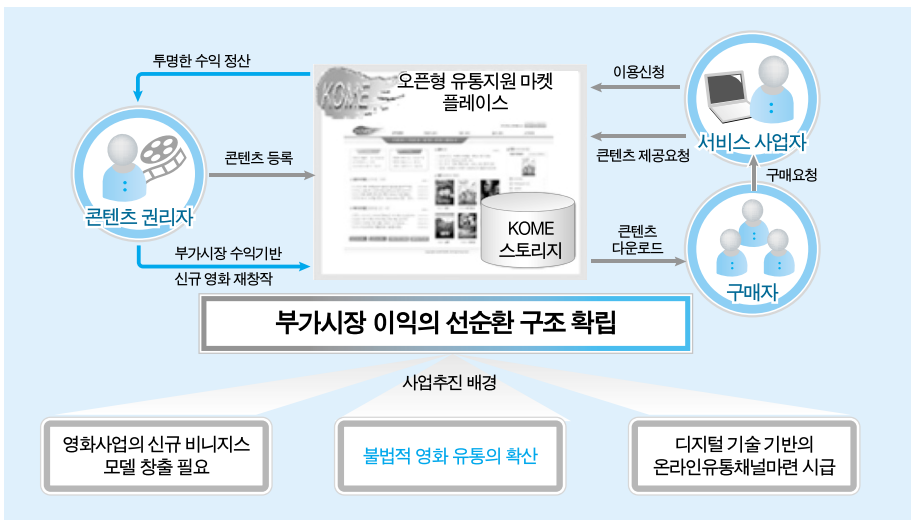 투명한 수익 정산
KOME
오픈형 유통지원 마켓
플레이스
이용신청
콘텐츠 제공요청
서비스 사업자
콘텐츠 등록
콘텐츠 권리자
구매요청
KOME
스토리지
콘텐츠
다운로드
부가시장 수익기반
신규 영화 재창작
구매자
부가시장 이익의 선순환 구조 확립
사업추진 배경
영화사업의 신규 비니지스
모델 창출 필요
불법적 영화 유통의 확산
디지털 기술 기반의
온라인유통채널마련 시급